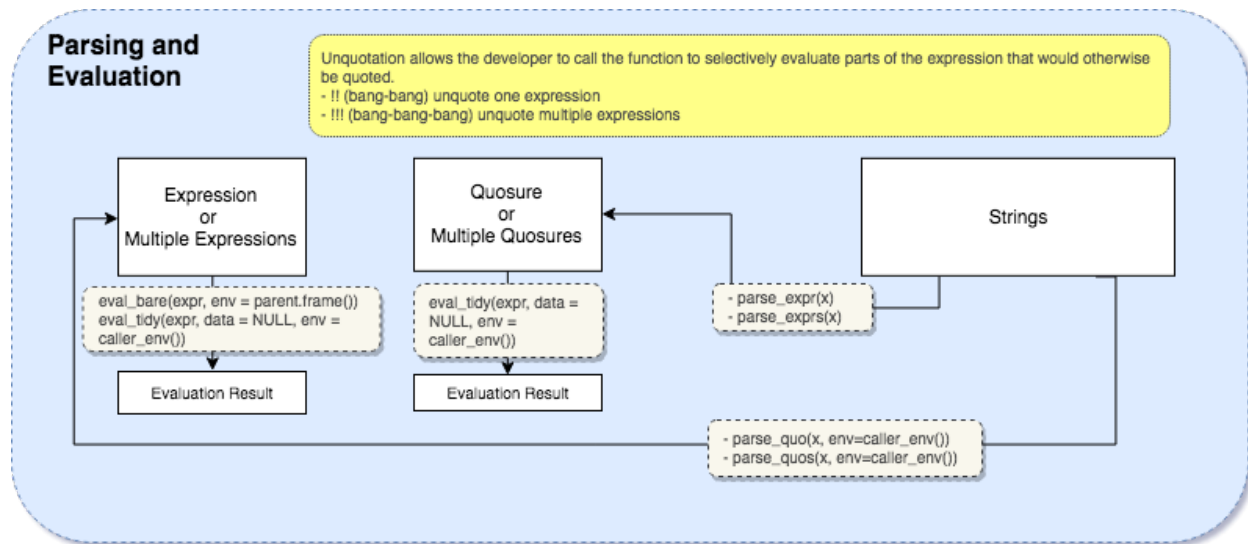 Parsing and
Evaluation
Unquotation allows the developer to call the function to selectively evaluate parts of the expression that would otherwise
be quoted.
- !! (bang-bang) unquote one expression
- !!! (bang-bang-bang) unquote multiple expressions
Expression
or
Multiple Expressions
Quosure
or
Multiple Quosures
Strings
eval_bare(expr, env = parent.frame())
eval_tidy(expr, data = NULL, env =
caller_env())
eval_tidy(expr, data =
NULL, env =
caller_env())
- parse_expr(x)
- parse_exprs(x)
Evaluation Result
Evaluation Result
- parse_quo(x, env=caller_env())
- parse_quos(x, env=caller_env())